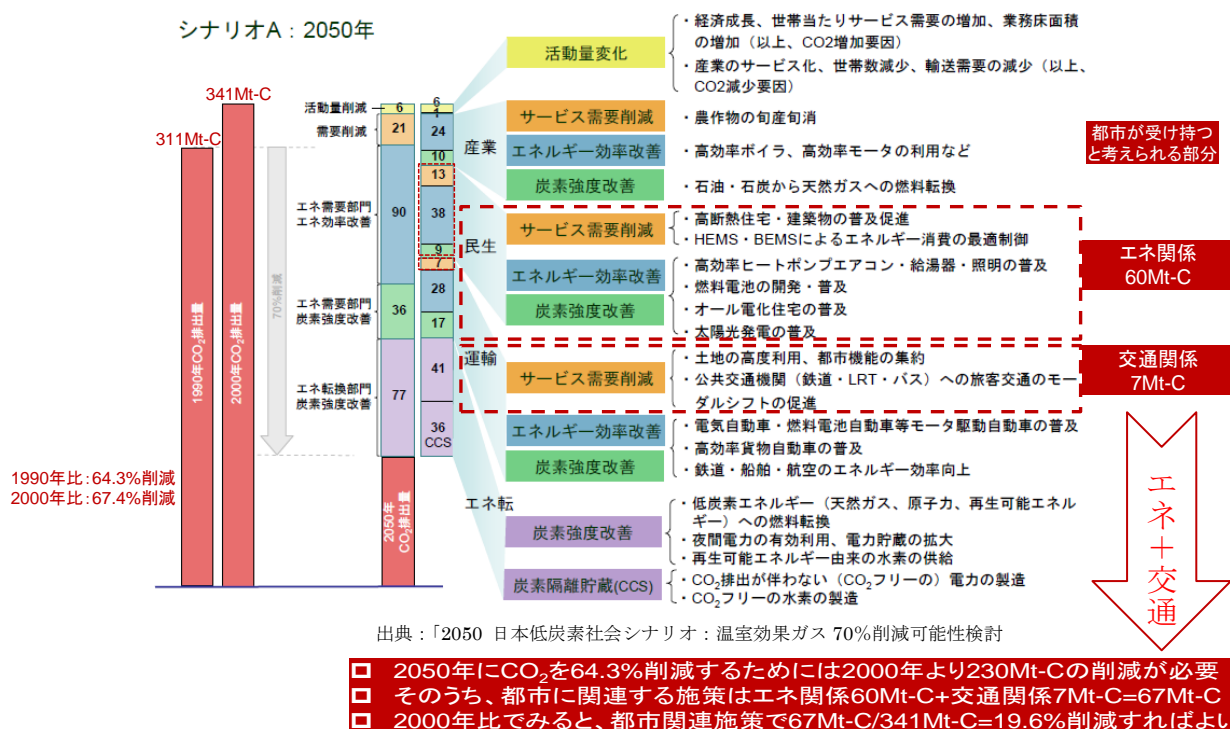 シナリオA：2050年
341Mt-C
311Mt-C
1990年CO2排出量
2000年CO2排出量
70%削減
1990年比：64.3%削減
2000年比：67.4%削減
活動量削減
需要削減
エネ需要部門
エネ効率改善
エネ需要部門
炭素強度改善
エネ転換部門
炭素強度改善
6
21
90
36
77
2050年
CO2排出量
6
1
24
10
13
38
9
7
28
17
41
36
CCS
産業
民生
運輸
エネ転
活動量変化
・経済成長、世帯当たりサービス需要の増加、業務床面積
の増加（以上、CO2増加要因）
・産業のサービス化、世帯数減少、輸送需要の減少（以上、
CO2減少要因）
サービス需要削減
・農作物の旬産旬消
エネルギー効率改善
・高効率ボイラ、高効率モータの利用など
炭素強度改善
・石油・石炭から天然ガスへの燃料転換
サービス需要削減
・高断熱住宅・建築物の普及促進
・HEMS・BEMSによるエネルギー消費の最適制御
エネルギー効率改善
炭素強度改善
・高効率ヒートポンプエアコン・給湯器・照明の普及
・燃料電池の開発・普及
・オール電化住宅の普及
・太陽光発電の普及
サービス需要削減
・土地の高度利用、都市機能の集約
・公共交通機関（鉄道・LRT・バス）への旅客交通のモー
ダルシフトの促進
エネルギー効率改善
炭素強度改善
・電気自動車・燃料電池自動車等モータ駆動自動車の普及
・高効率貨物自動車の普及
・鉄道・船舶・航空のエネルギー効率向上
炭素強度改善
・低炭素エネルギー（天然ガス、原子力、再生可能エネル
ギー）への燃料転換
・夜間電力の有効利用、電力貯蔵の拡大
・再生可能エネルギー由来の水素の供給
炭素隔離貯蔵(CCS)
・CO2排出が伴わない（CO2フリーの）電力の製造
・CO2フリーの水素の製造
都市が受け持つ
と考えられる部分
エネ関係
60Mt-C
交通関係
7Mt-C
エネ＋交通
出典：「2050 日本低炭素社会シナリオ：温室効果ガス 70%削減可能性検討
2050年にCO2を64.3%削減するためには2000年より230Mt-Cの削減が必要
そのうち、都市に関連する施策はエネ関係60Mt-C+交通関係7Mt-C=67Mt-C
2000年比でみると、都市関連施策で67Mt-C/341Mt-C=19.6%削減すればよい